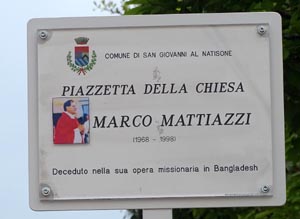 COMUNE DI SAN GIOVANNI AL NATISONE
PIAZZETTA DELLA CHIESA
MARCO MATTIAZZI
(1968 - 1998)
Deceduto nella sua opera missionaria in Bangladesh